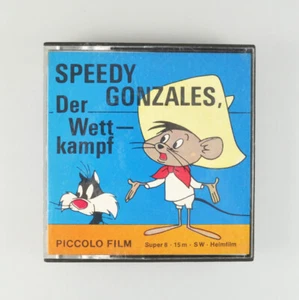 SPEEDY
GONZALES,
Der
Wett-
kampf
PICCOLO FILM Super 8 · 15 m · SW · Heimfilm